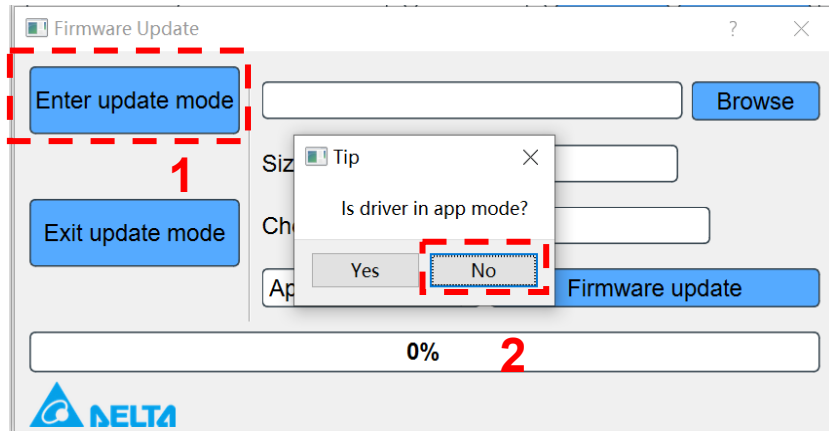 Firmware Update
?
Enter update mode
Browse
1
Siz
Tip
Is driver in app mode?
Exit update mode
Ch
Yes
No
Ap
Firmware update
0%
2
DELTA